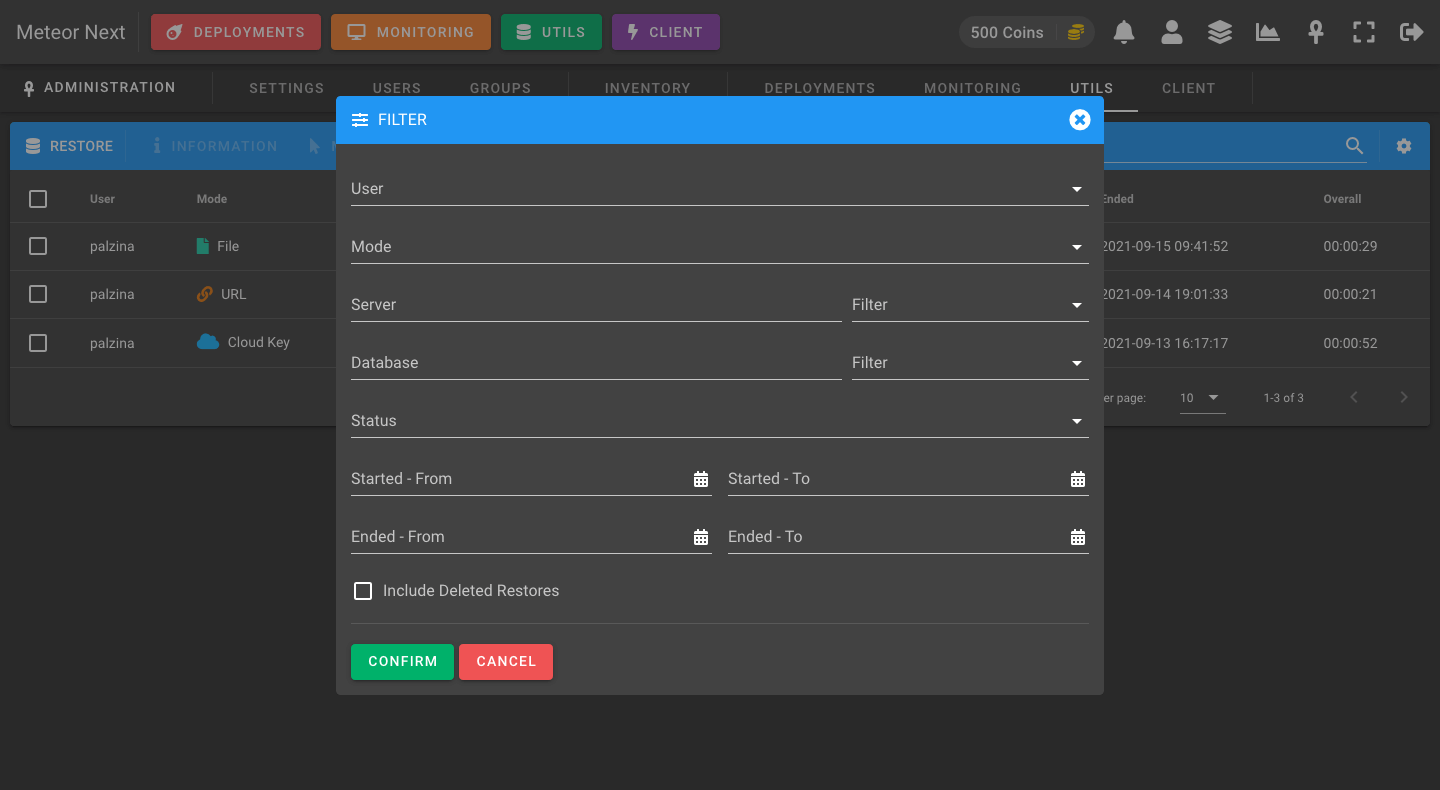 Meteor Next DEPLOYMENTS MONITORING UTILS CLIENT 500 Coins
ADMINISTRATION SETTINGS USERS GROUPS INVENTORY DEPLOYMENTS MONITORING UTILS CLIENT
FILTER
RESTORE INFORMATION
User Mode Ended Overall
palzina File 2021-09-15 09:41:52 00:00:29
palzina URL 2021-09-14 19:01:33 00:00:21
palzina Cloud Key 2021-09-13 16:17:17 00:00:52
page: 10 1-3 of 3
User
Mode
Server Filter
Database Filter
Status
Started - From Started - To
Ended - From Ended - To
Include Deleted Restores
CONFIRM CANCEL